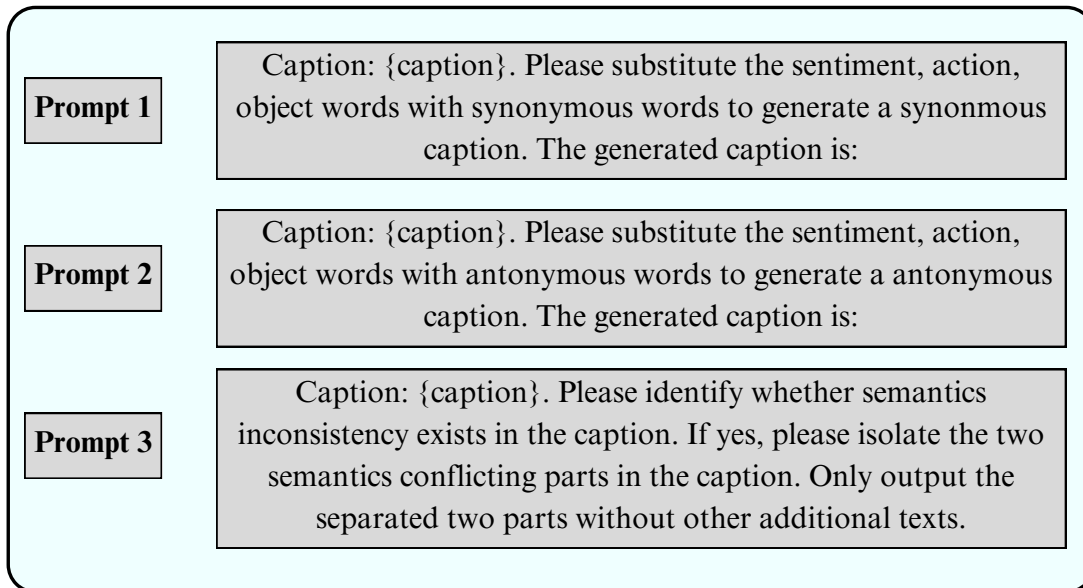 Prompt 1
Caption: {caption}. Please substitute the sentiment, action,
object words with synonymous words to generate a synonmous
caption. The generated caption is:
Prompt 2
Caption: {caption}. Please substitute the sentiment, action,
object words with antonymous words to generate a antonymous
caption. The generated caption is:
Prompt 3
Caption: {caption}. Please identify whether semantics
inconsistency exists in the caption. If yes, please isolate the two
semantics conflicting parts in the caption. Only output the
separated two parts without other additional texts.